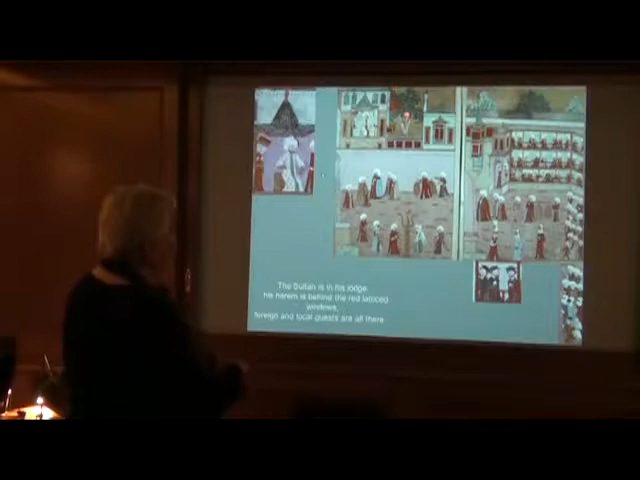 The Sultan is in his lodge.
his harem is behind the red latticed
windows.
foreign and local guests are all there